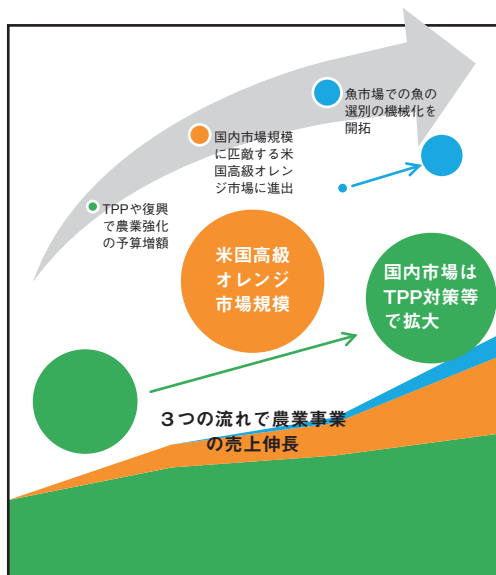 魚市場での魚の
選別の機械化を
開拓
国内市場規模
に匹敵する米
国高級オレン
ジ市場に進出
TPPや復興
で農業強化
の予算増額
米国高級
オレンジ
市場規模
国内市場は
TPP対策等
で拡大
3つの流れで農業事業
の売上伸長